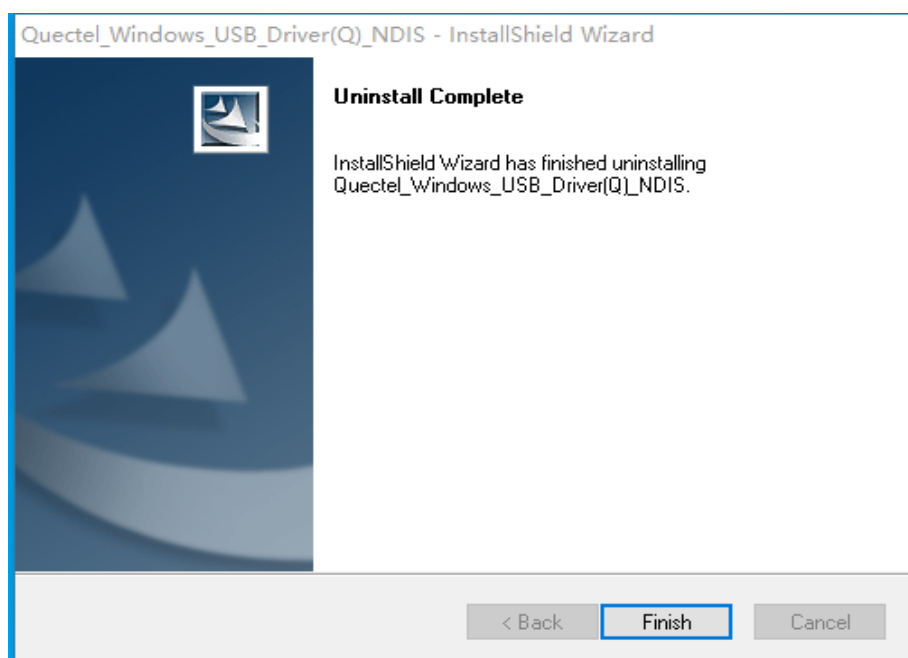 Quectel_Windows_USB_Driver(Q)_NDIS - InstallShield Wizard
Uninstall Complete
InstallShield Wizard has finished uninstalling
Quectel_Windows_USB_Driver(Q)_NDIS.
< Back Finish Cancel